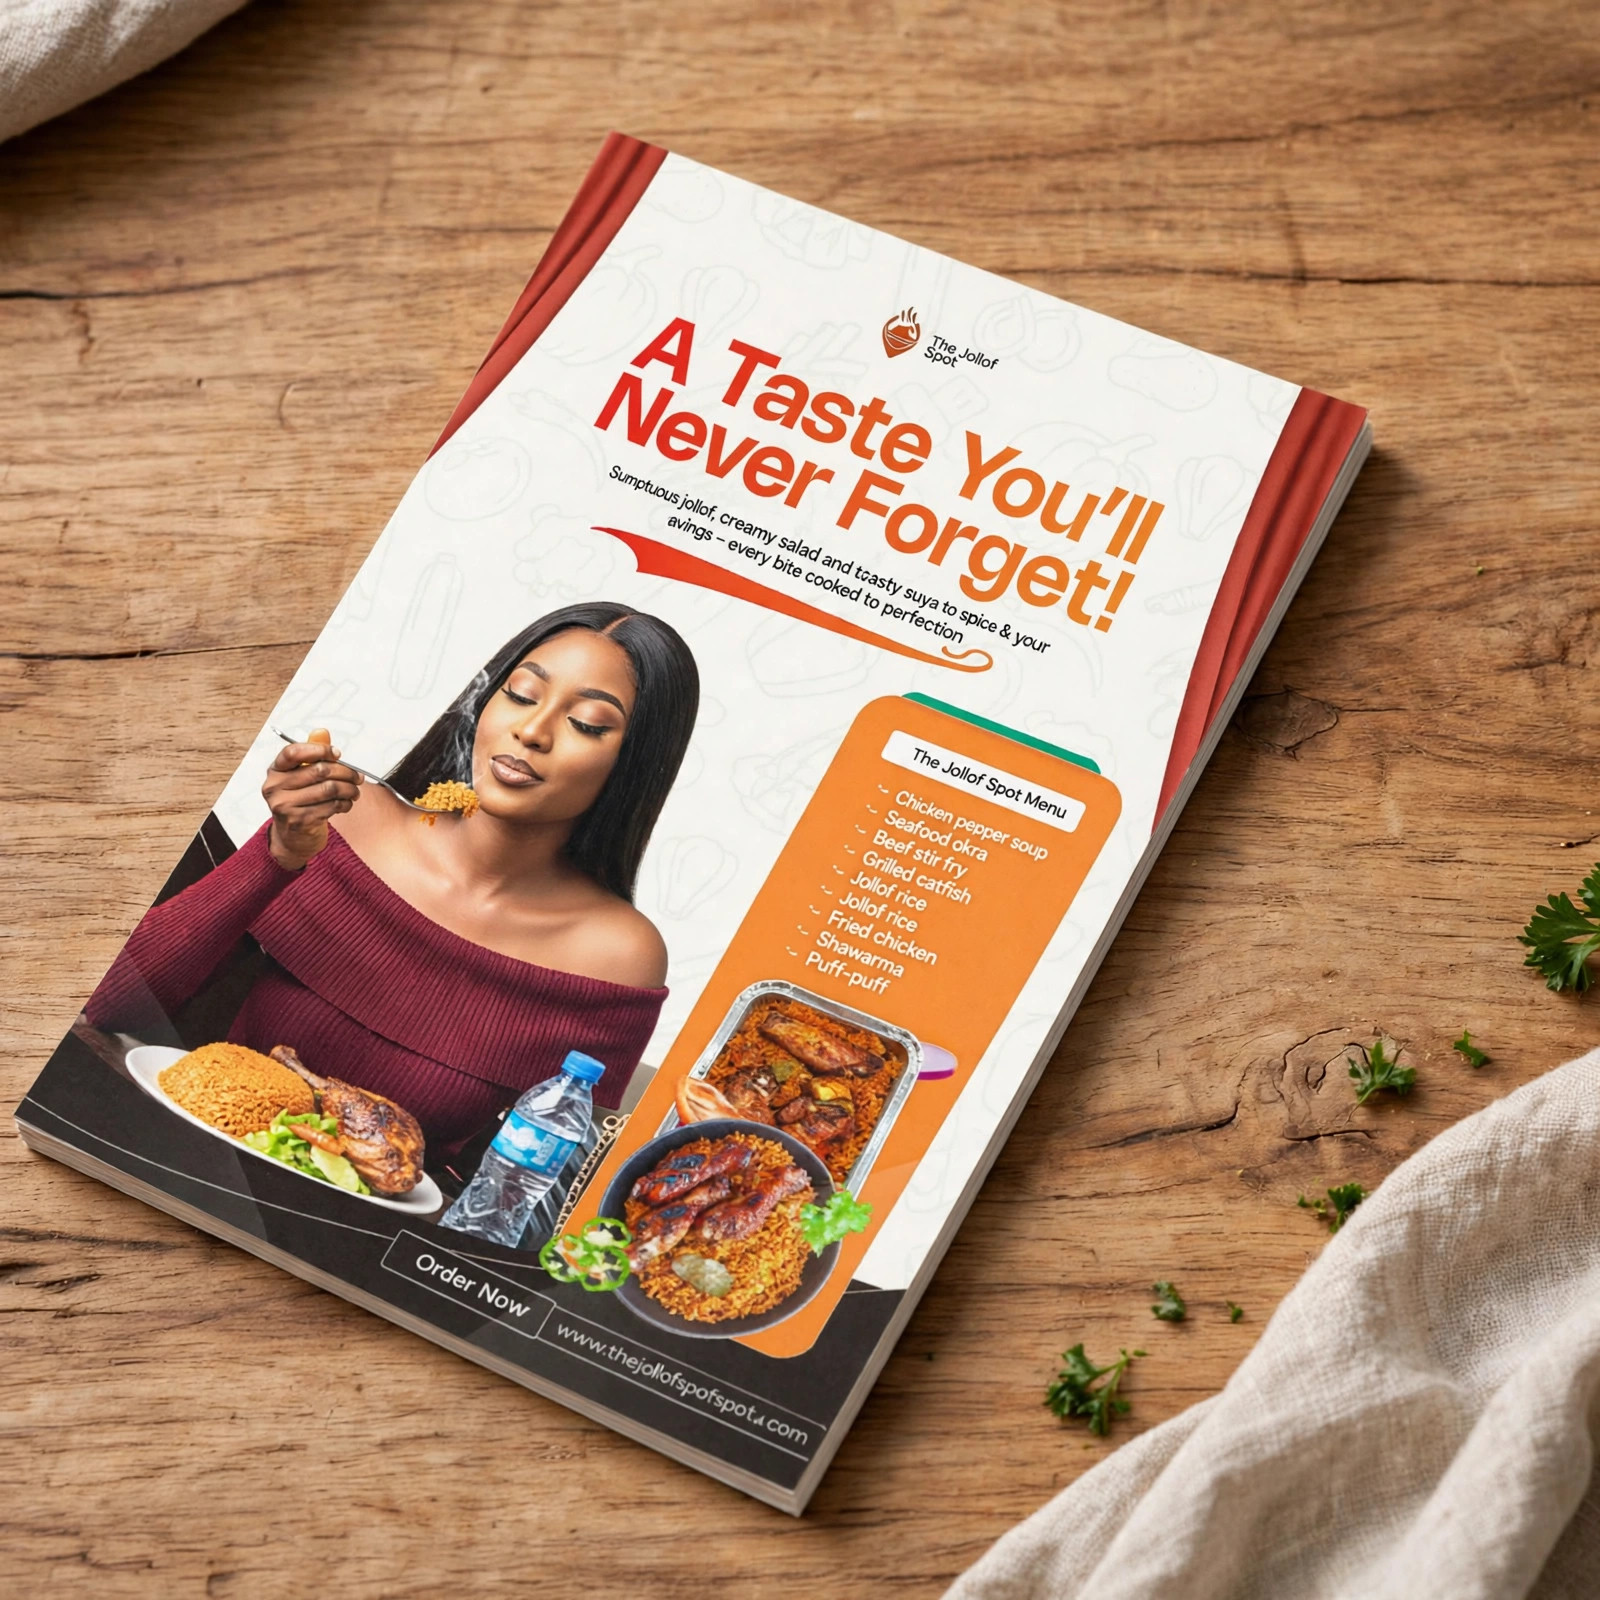 The Jollof
Spot
A Taste You'll
Never Forget!
Sumptuous jollof, creamy salad and tasty suya to spice & your
avings – every bite cooked to perfection
The Jollof Spot Menu
Chicken pepper soup
Seafood okra
Beef stir fry
Grilled catfish
Jollof rice
Jollof rice
Fried chicken
Shawarma
Puff-puff
Order Now
www.thejollofspofspot.com